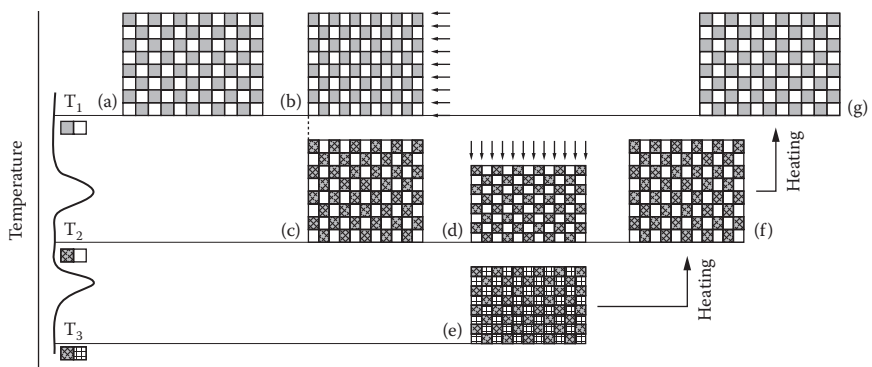 Temperature
T1
(a)
(b)
(g)
Heating
(c)
(d)
(f)
T2
Heating
(e)
T3